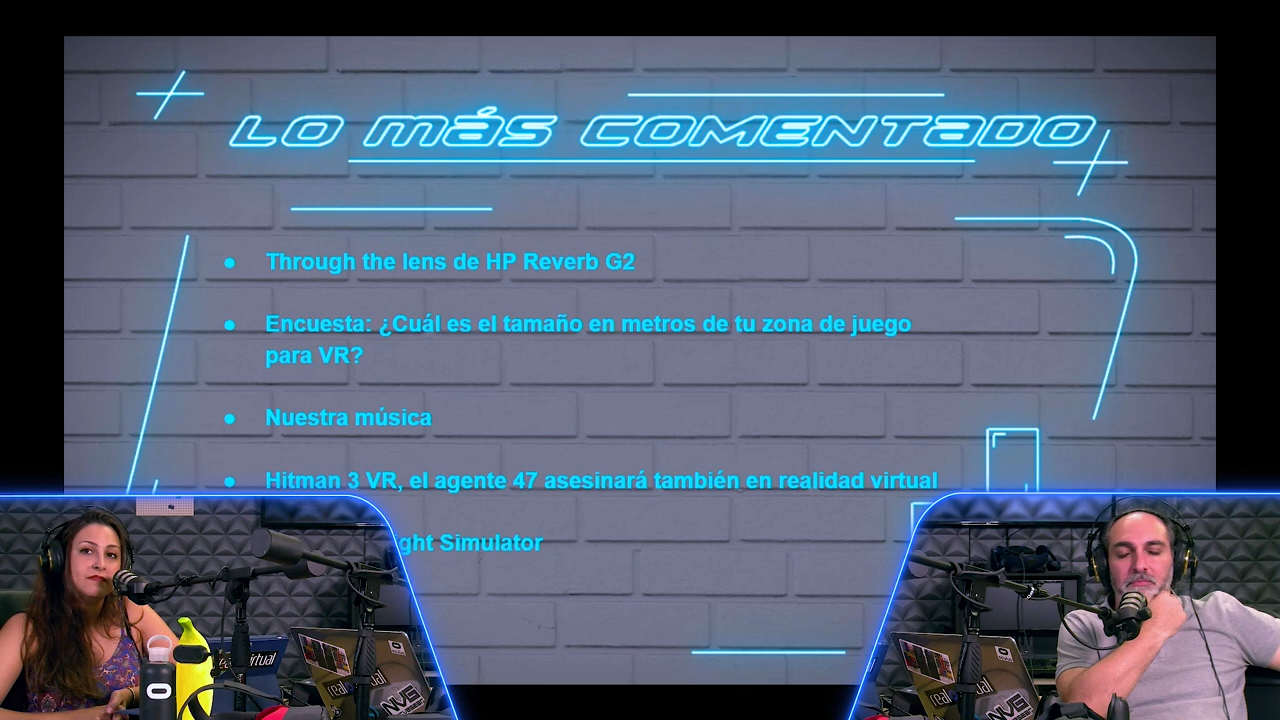 LO MÁS COMENTADO
● Through the lens de HP Reverb G2
● Encuesta: ¿Cuál es el tamaño en metros de tu zona de juego
para VR?
● Nuestra música
● Hitman 3 VR, el agente 47 asesinará también en realidad virtual
ght Simulator